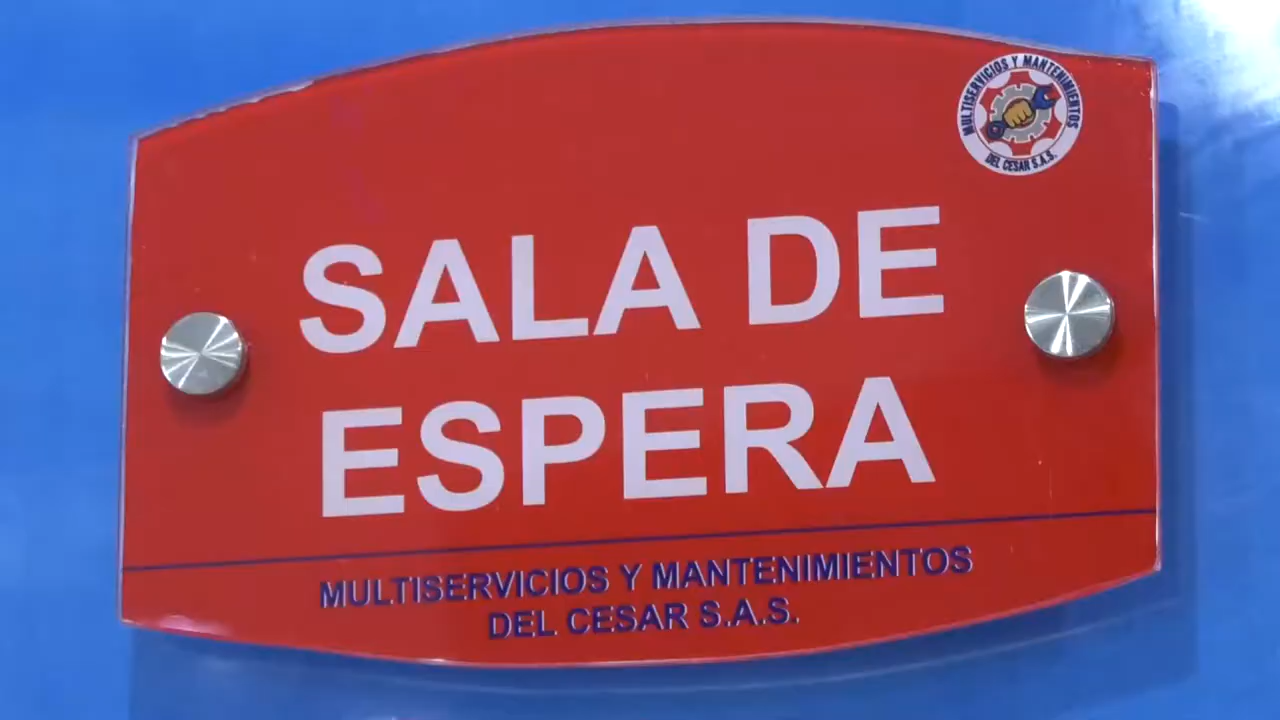 MULTISERVICIOS Y MANTENIMIENTOS
DEL CESAR S.A.S.
SALA DE
ESPERA
MULTISERVICIOS Y MANTENIMIENTOS
DEL CESAR S.A.S.